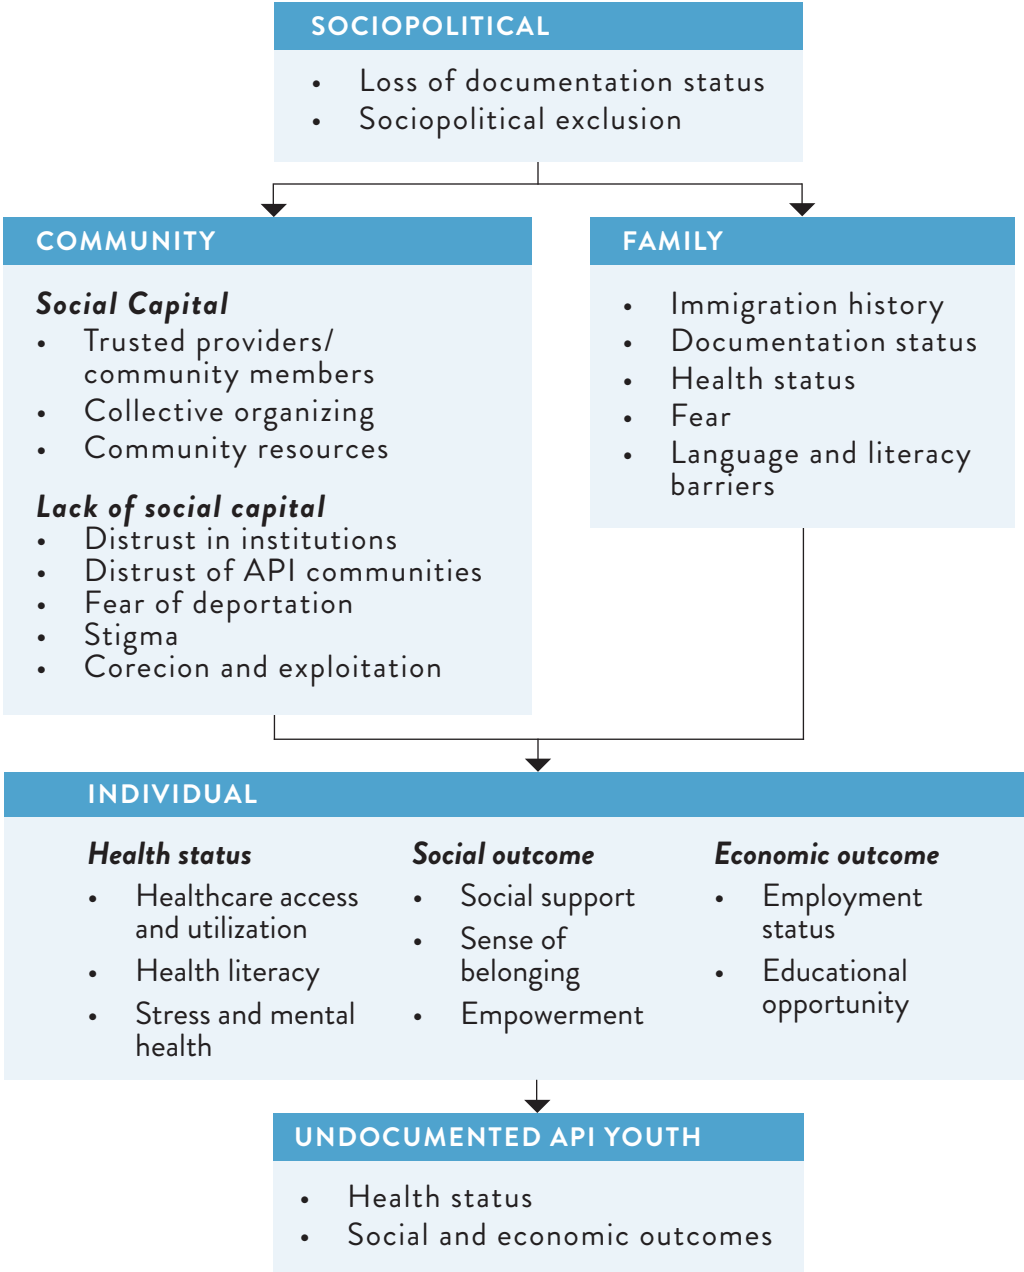 SOCIOPOLITICAL
• Loss of documentation status
• Sociopolitical exclusion
COMMUNITY
Social Capital
• Trusted providers/
community members
• Collective organizing
• Community resources
Lack of social capital
• Distrust in institutions
• Distrust of API communities
• Fear of deportation
• Stigma
• Corecion and exploitation
FAMILY
• Immigration history
• Documentation status
• Health status
• Fear
• Language and literacy
barriers
INDIVIDUAL
Health status
• Healthcare access
and utilization
• Health literacy
• Stress and mental
health
Social outcome
• Social support
• Sense of
belonging
• Empowerment
Economic outcome
• Employment
status
• Educational
opportunity
UNDOCUMENTED API YOUTH
• Health status
• Social and economic outcomes